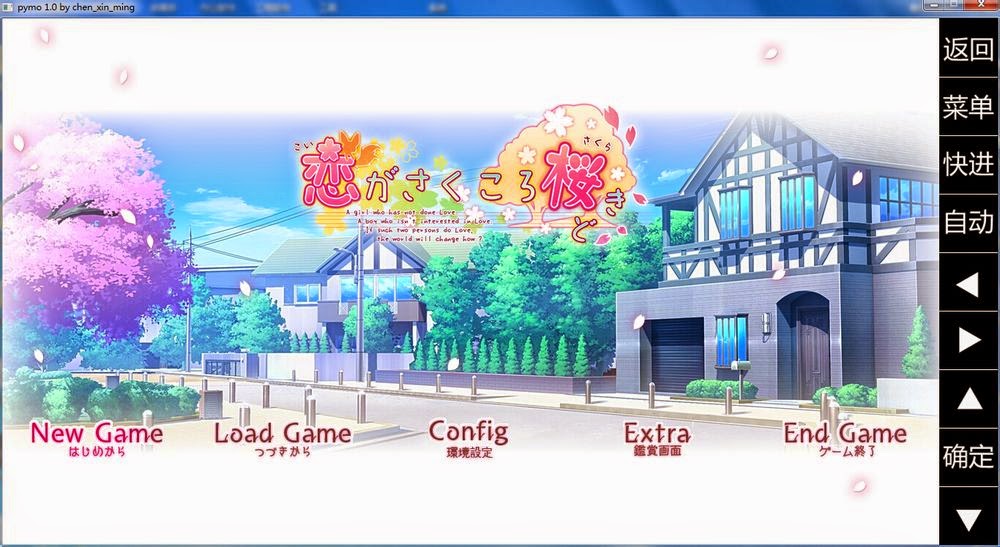 pymo 1.0 by chen_xin_ming
返回
菜单
快进
自动
确定
こい
さくら
恋がさくころ桜どき
A girl who has not done Love
A boy who isn't interested in Love
If such two persons do Love,
the world will change how?
New Game
はじめから
Load Game
つづきから
Config
環境設定
Extra
鑑賞画面
End Game
ゲーム終了